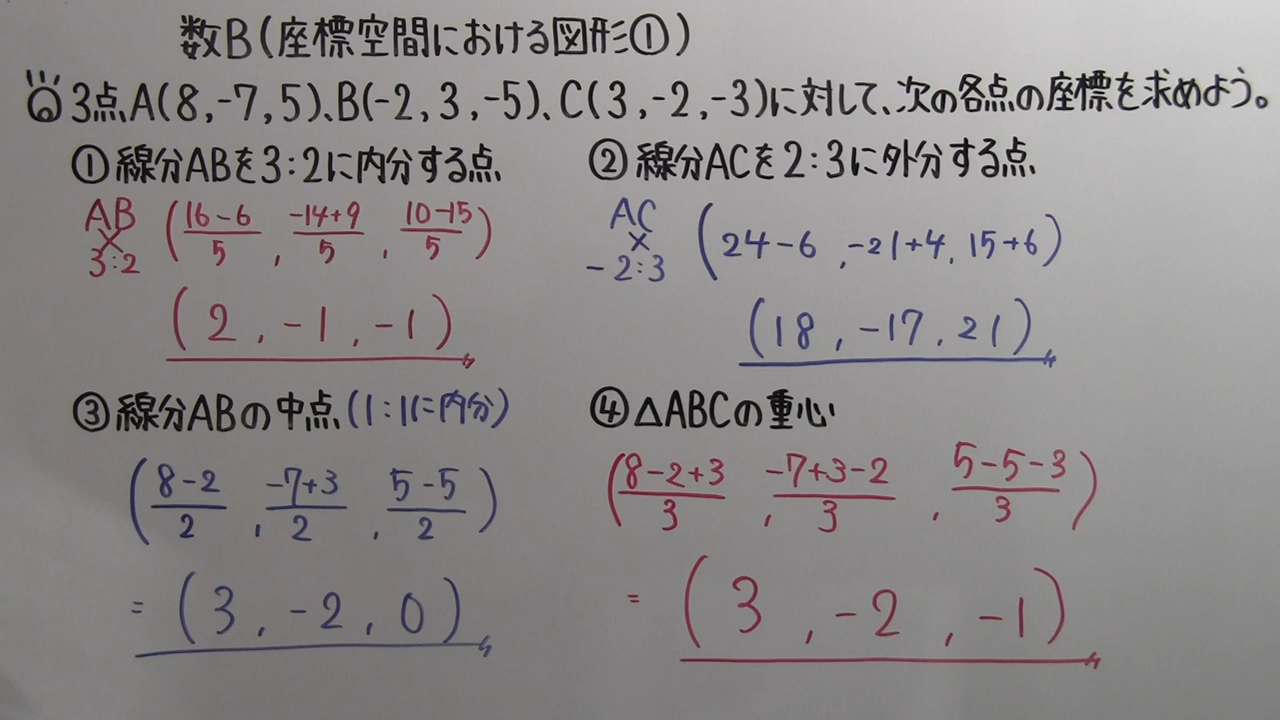 数B(座標空間における図形①)
Q 3点A(8,-7,5)、B(-2,3,-5)、C(3,-2,-3)に対して、次の各点の座標を求めよう。
①線分ABを3:2に内分する点
AB
3:2
(16-6/5, -14+9/5, 10-15/5)
(2,-1,-1)
②線分ACを2:3に外分する点
AC
-2:3
(24-6,-21+4,15+6)
(18,-17,21)
③線分ABの中点(1:1に内分)
(8-2/2, -7+3/2, 5-5/2)
=(3,-2,0)
④△ABCの重心
(8-2+3/3, -7+3-2/3, 5-5-3/3)
=(3,-2,-1)